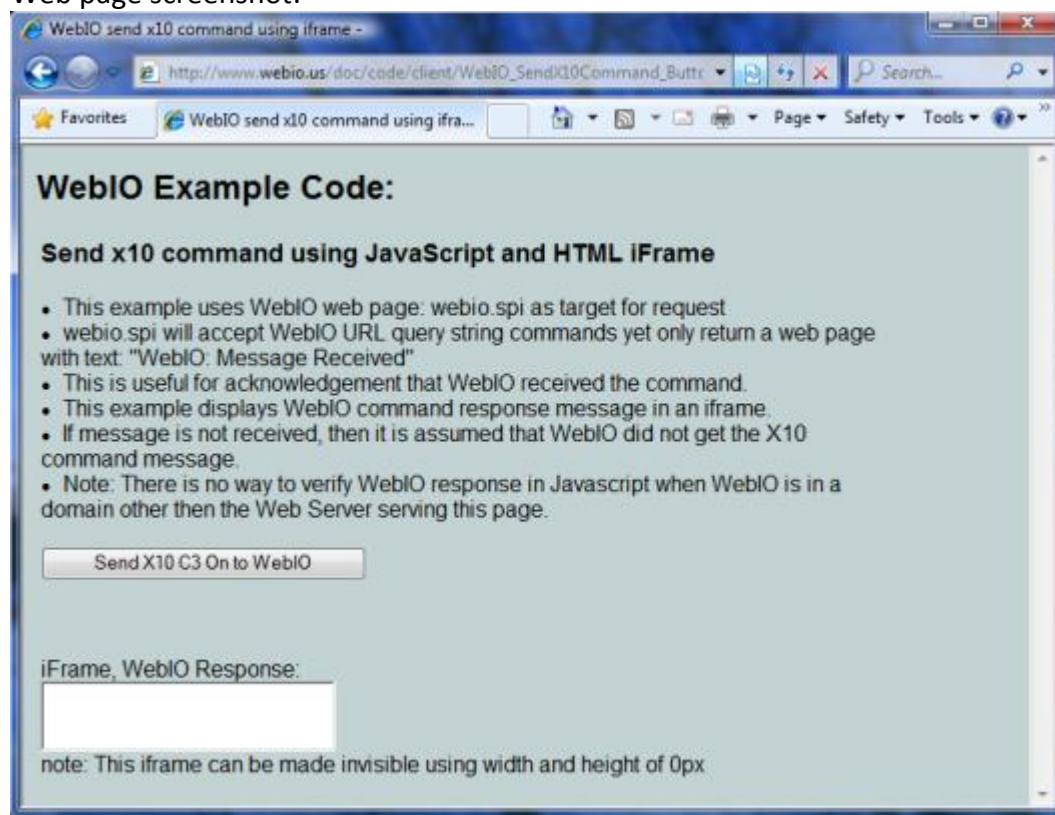 Web page screenshot:
WebIO send x10 command using iframe -
http://www.webio.us/doc/code/client/WebIO_SendX10Command_Butt
Search...
Favorites
WebIO send x10 command using ifra...
Page
Safety
Tools
WebIO Example Code:
Send x10 command using JavaScript and HTML iFrame
• This example uses WebIO web page: webio.spi as target for request
• webio.spi will accept WebIO URL query string commands yet only return a web page
with text: "WebIO: Message Received"
• This is useful for acknowledgement that WebIO received the command.
• This example displays WebIO command response message in an iframe.
• If message is not received, then it is assumed that WebIO did not get the X10
command message.
• Note: There is no way to verify WebIO response in Javascript when WebIO is in a
domain other then the Web Server serving this page.
Send X10 C3 On to WebIO
iFrame, WebIO Response:
note: This iframe can be made invisible using width and height of 0px